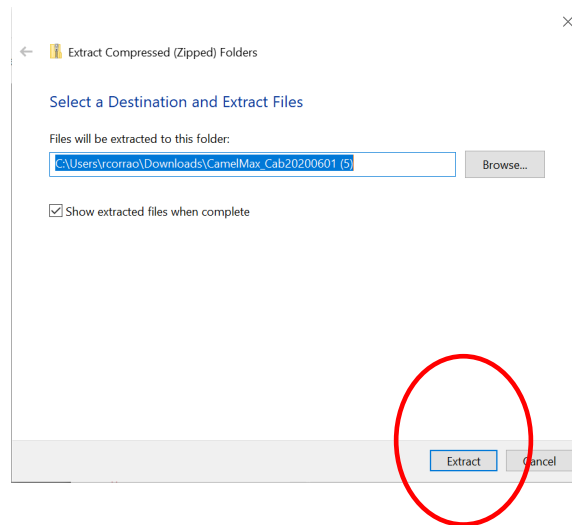 Extract Compressed (Zipped) Folders
Select a Destination and Extract Files
Files will be extracted to this folder:
C:\Users\rcorrao\Downloads\CamelMax_Cab20200601 (5)
Browse...
Show extracted files when complete
Extract
Cancel